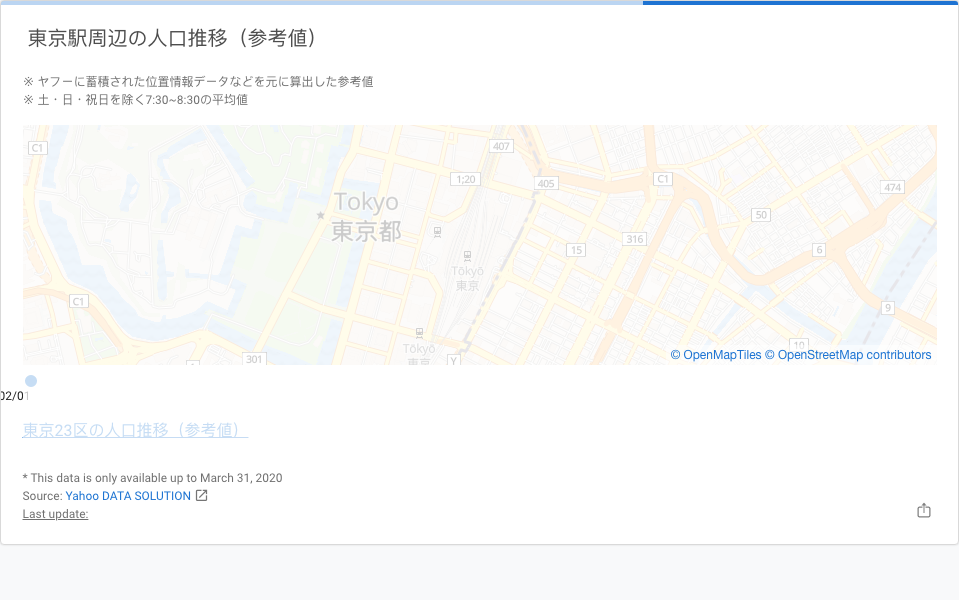 東京駅周辺の人口推移（参考値）
※ ヤフーに蓄積された位置情報データなどを元に算出した参考値
※ 土・日・祝日を除く7:30~8:30の平均値
C1
407
1;20
405
C1
474
Tokyo
東京都
50
316
15
6
Tōkyō
東京
C1
9
10
301
Tōkyō
東京
Y
© OpenMapTiles © OpenStreetMap contributors
02/01
東京23区の人口推移（参考値）
* This data is only available up to March 31, 2020
Source: Yahoo DATA SOLUTION
Last update: